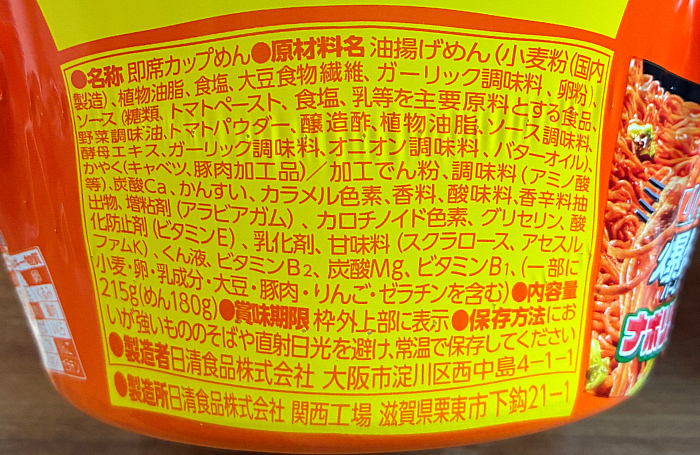 ●名称 即席カップめん●原材料名 油揚げめん(小麦粉(国内
製造)、植物油脂、食塩、大豆食物繊維、ガーリック調味料、卵粉)、
ソース(糖類、トマトペースト、食塩、乳等を主要原料とする食品、
野菜調味油、トマトパウダー、醸造酢、植物油脂、ソース調味料、
酵母エキス、ガーリック調味料、オニオン調味料、バターオイル)、
かやく(キャベツ、豚肉加工品)/加工でん粉、調味料(アミノ酸
等)、炭酸Ca、かんすい、カラメル色素、香料、酸味料、香辛料抽
出物、増粘剤(アラビアガム)、カロチノイド色素、グリセリン、酸
化防止剤(ビタミンE)、乳化剤、甘味料(スクラロース、アセスル
ファムK)、くん液、ビタミンB₂、炭酸Mg、ビタミンB₁、(一部に
小麦・卵・乳成分・大豆・豚肉・りんご・ゼラチンを含む)●内容量
215g(めん180g)●賞味期限 枠外上部に表示 ●保存方法 にお
いが強いもののそばや直射日光を避け、常温で保存してください
●製造者 日清食品株式会社 大阪市淀川区西中島4-1-1
●製造所 日清食品株式会社 関西工場 滋賀県栗東市下鈎21-1
ナポリ